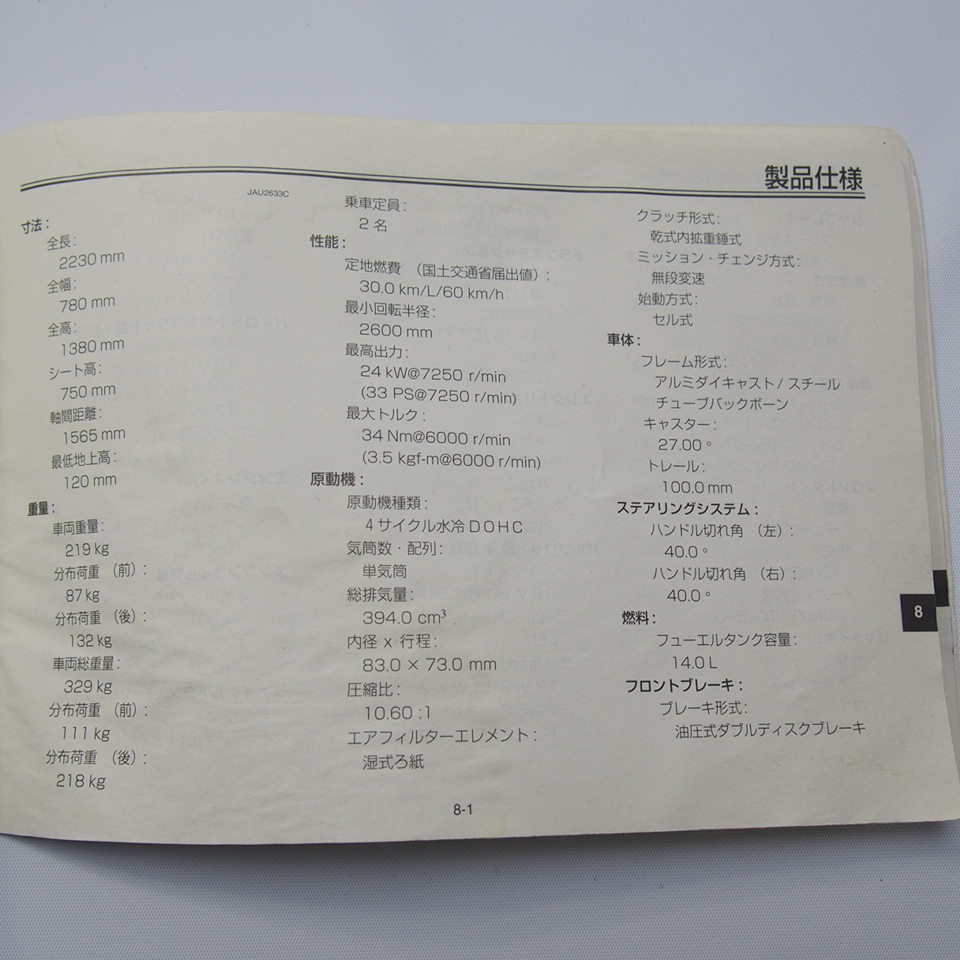 製品仕様
JAU2633C
寸法:
全長:
2230 mm
全幅:
780 mm
全高:
1380 mm
シート高:
750 mm
軸間距離:
1565 mm
最低地上高:
120 mm
重量:
車両重量:
219 kg
分布荷重 (前):
87 kg
分布荷重 (後):
132 kg
車両総重量:
329 kg
分布荷重 (前):
111 kg
分布荷重 (後):
218 kg
乗車定員:
2 名
性能:
定地燃費 (国土交通省届出値):
30.0 km/L/60 km/h
最小回転半径:
2600 mm
最高出力:
24 kW@7250 r/min
(33 PS@7250 r/min)
最大トルク:
34 Nm@6000 r/min
(3.5 kgf-m@6000 r/min)
原動機:
原動機種類:
4サイクル水冷DOHC
気筒数・配列:
単気筒
総排気量:
394.0 cm³
内径 x 行程:
83.0 × 73.0 mm
圧縮比:
10.60 :1
エアフィルターエレメント:
湿式ろ紙
クラッチ形式:
乾式内拡重錘式
ミッション・チェンジ方式:
無段変速
始動方式:
セル式
車体:
フレーム形式:
アルミダイキャスト / スチール
チューブバックボーン
キャスター:
27.00 °
トレール:
100.0 mm
ステアリングシステム:
ハンドル切れ角 (左):
40.0 °
ハンドル切れ角 (右):
40.0 °
燃料:
フューエルタンク容量:
14.0 L
フロントブレーキ:
ブレーキ形式:
油圧式ダブルディスクブレーキ
8
8-1